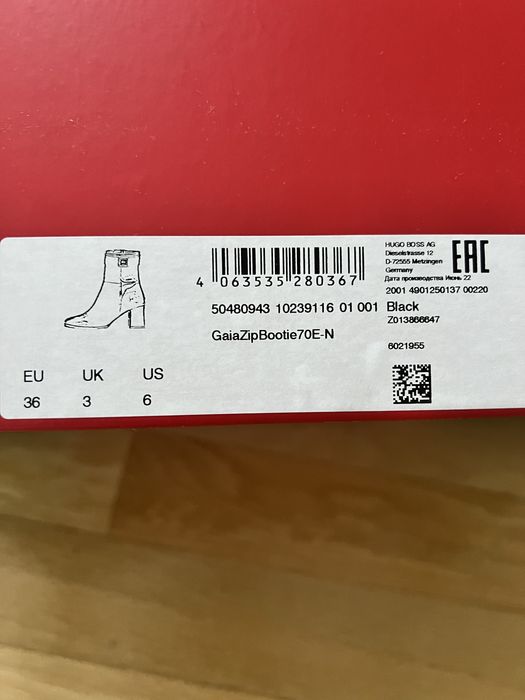 HUGO BOSS AG
Dieselstrasse 12
D-72555 Metzingen
Germany
Дата производства Июнь 22
EAC
4 063535 280367
2001 4901250137 00220
50480943 10239116 01 001 Black
Z013866647
GaiaZipBootie70E-N
6021955
EU UK US
36 3 6